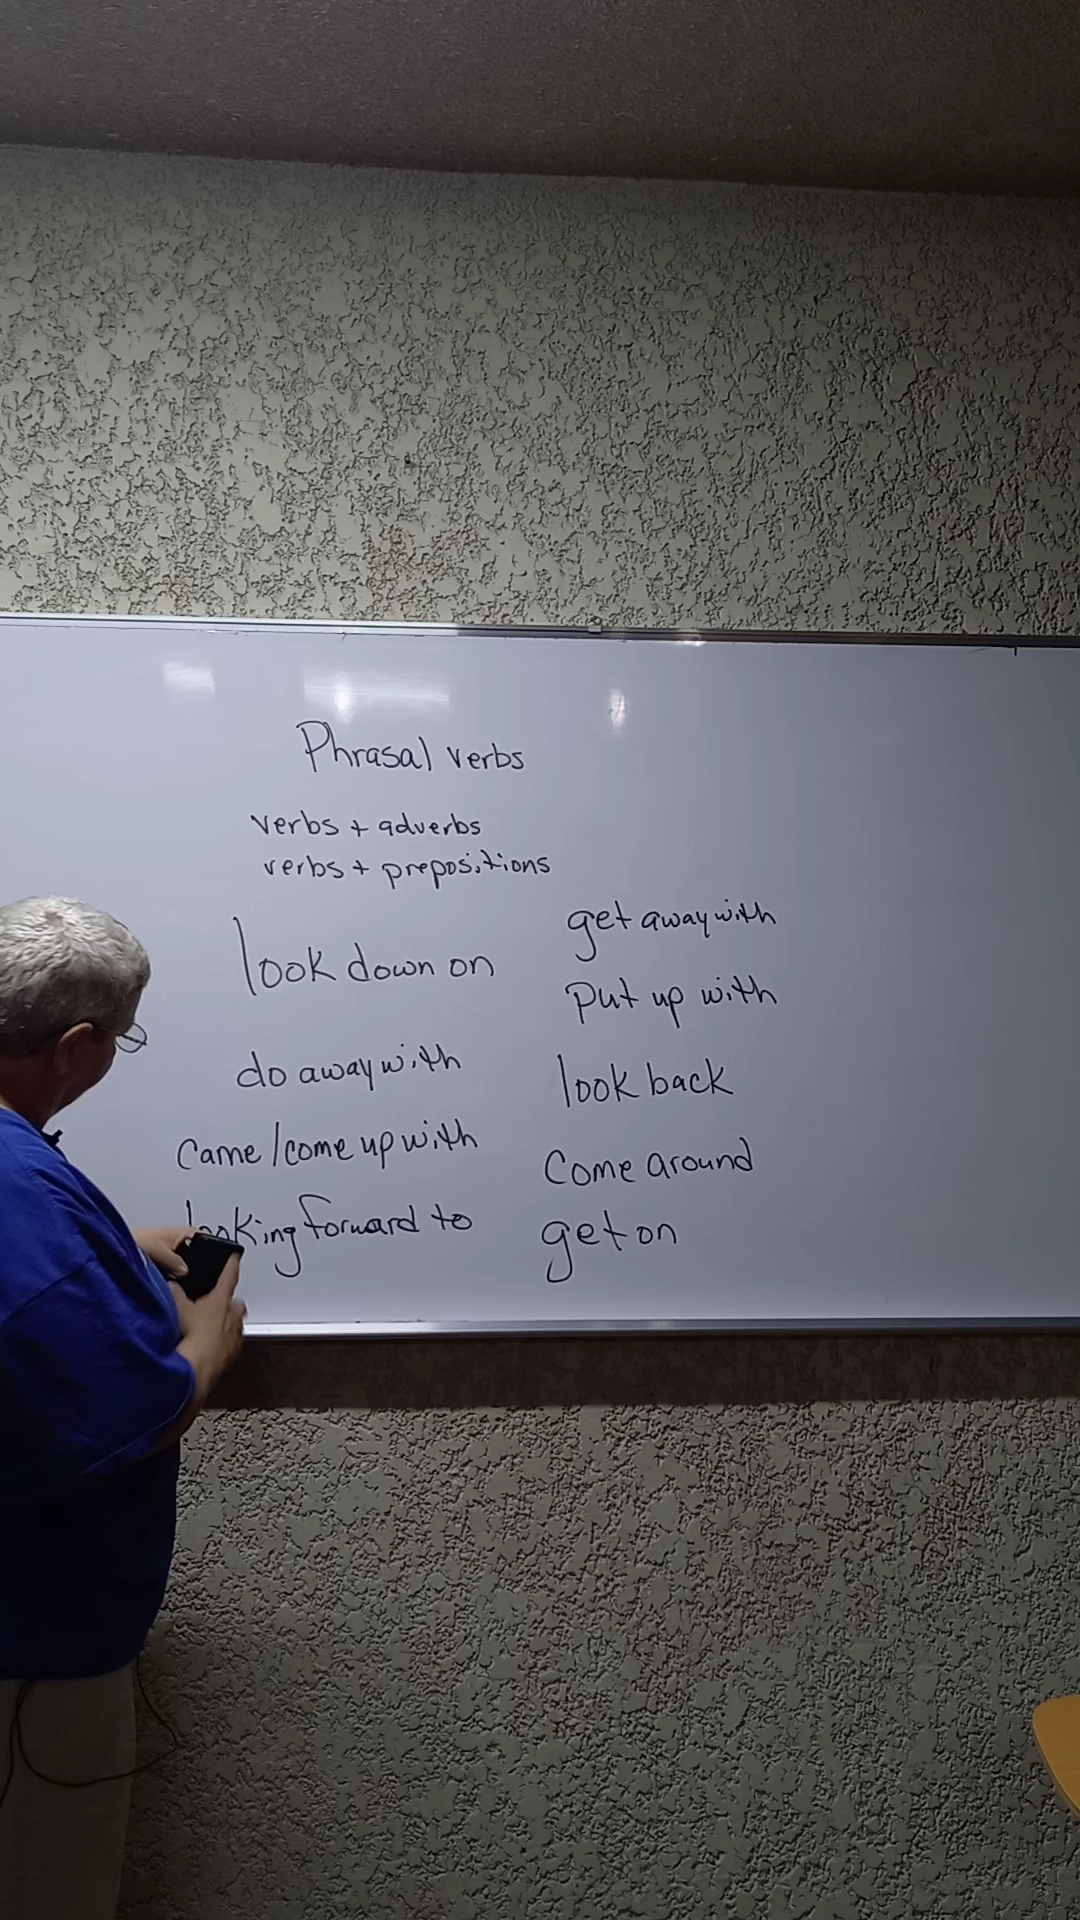 Phrasal verbs
verbs + adverbs
verbs + prepositions
look down on
do away with
came/come up with
looking forward to
get away with
put up with
look back
Come around
get on